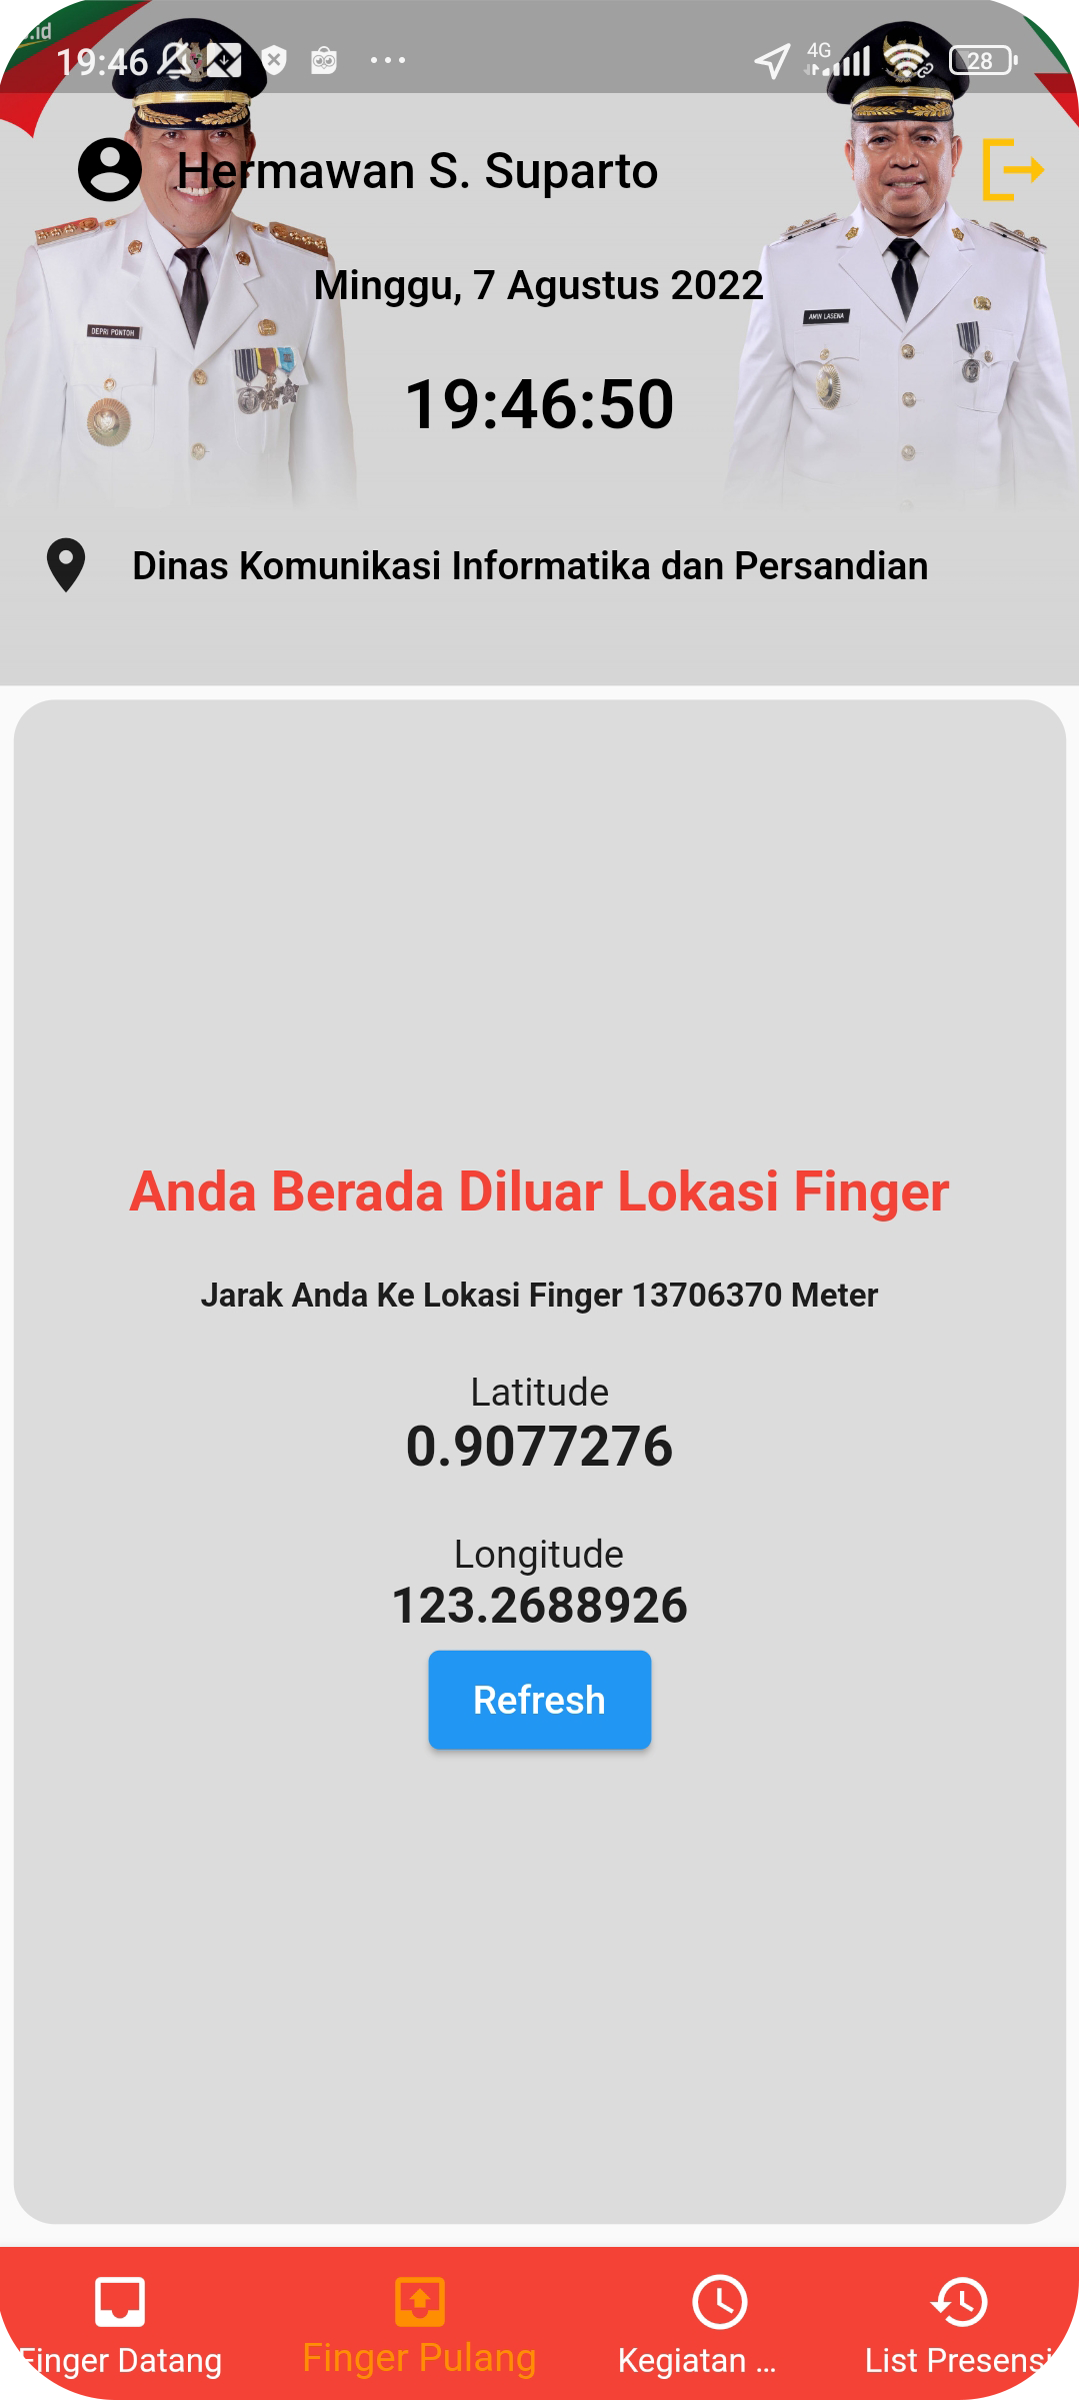 .id
19:46
4G
28
Hermawan S. Suparto
Minggu, 7 Agustus 2022
DEPRI PONTOH
AMIN LASENA
19:46:50
Dinas Komunikasi Informatika dan Persandian
Anda Berada Diluar Lokasi Finger
Jarak Anda Ke Lokasi Finger 13706370 Meter
Latitude
0.9077276
Longitude
123.2688926
Refresh
Finger Datang
Finger Pulang
Kegiatan ...
List Presensi